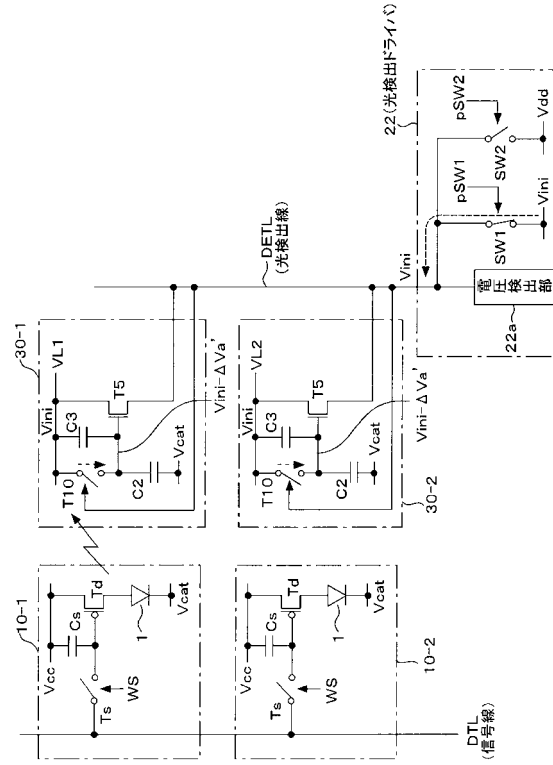 10-1
Vcc
Cs
Ts
Td
WS
1
Vcat
30-1
Vini
VL1
T10
C3
T5
C2
Vcat
Vini-ΔVa'
10-2
Vcc
Cs
Ts
Td
WS
1
Vcat
30-2
Vini
VL2
T10
C3
T5
C2
Vcat
Vini-ΔVa'
DTL
(信号線)
DETL
(光検出線)
Vini
22(光検出ドライバ)
pSW1
pSW2
SW1
SW2
Vini
Vdd
電圧検出部
22a